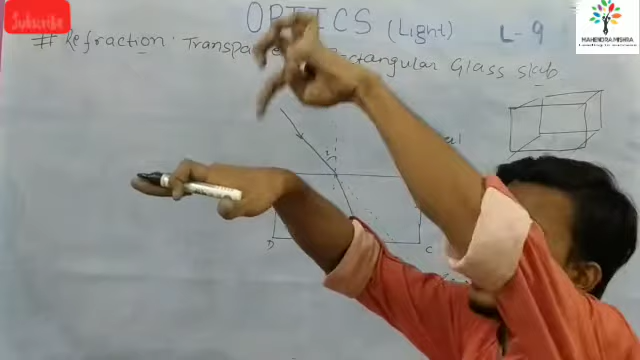 Subscribe
OPTICS (Light) L-9
MAHENDRA MISHRA
# Refraction Rectangular Glass slab
D
C